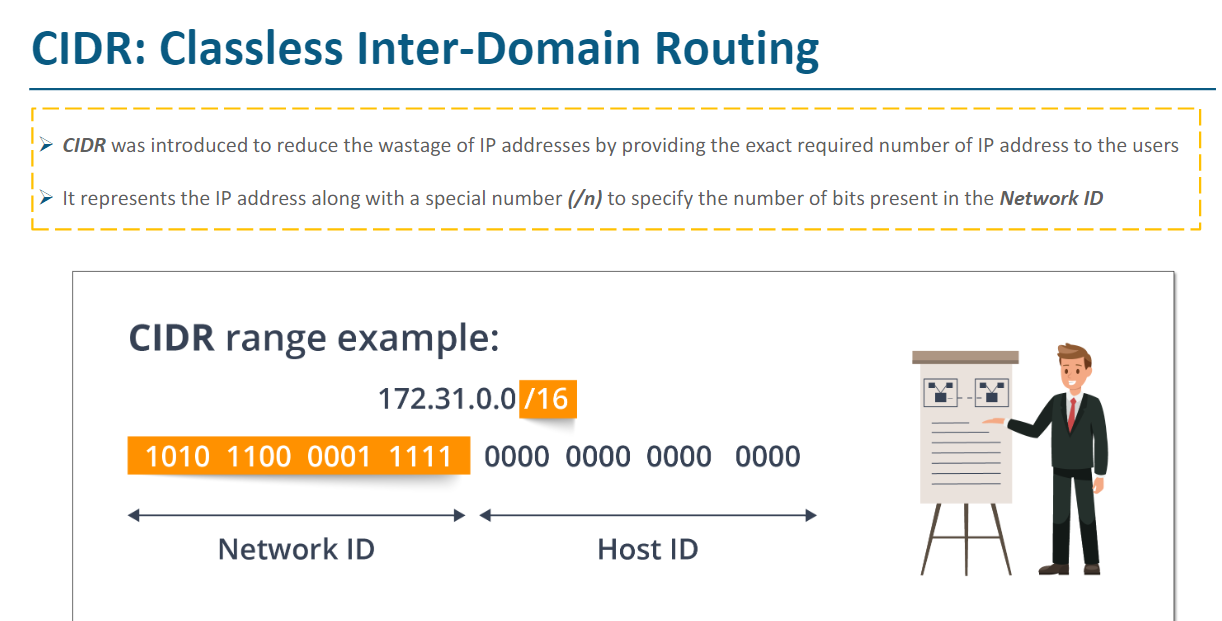 CIDR: Classless Inter-Domain Routing
CIDR was introduced to reduce the wastage of IP addresses by providing the exact required number of IP address to the users
It represents the IP address along with a special number (/n) to specify the number of bits present in the Network ID
CIDR range example:
172.31.0.0 /16
1010 1100 0001 1111 0000 0000 0000 0000
Network ID Host ID